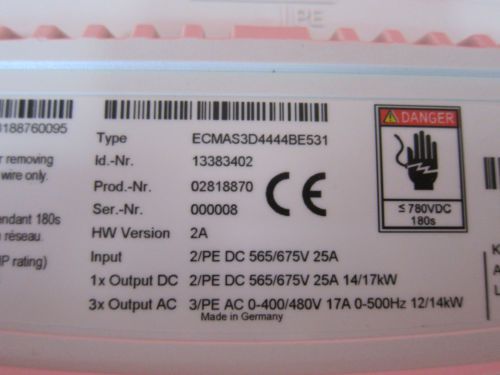 PE
0188760095
r removing
wire only.
endant 180s
e réseau.
IP rating)
Type ECMAS3D4444BE531
Id.-Nr. 13383402
Prod.-Nr. 02818870
Ser.-Nr. 000008
HW Version 2A
Input 2/PE DC 565/675V 25A
1x Output DC 2/PE DC 565/675V 25A 14/17kW
3x Output AC 3/PE AC 0-400/480V 17A 0-500Hz 12/14kW
Made in Germany
CE
DANGER
≤ 780VDC
180s